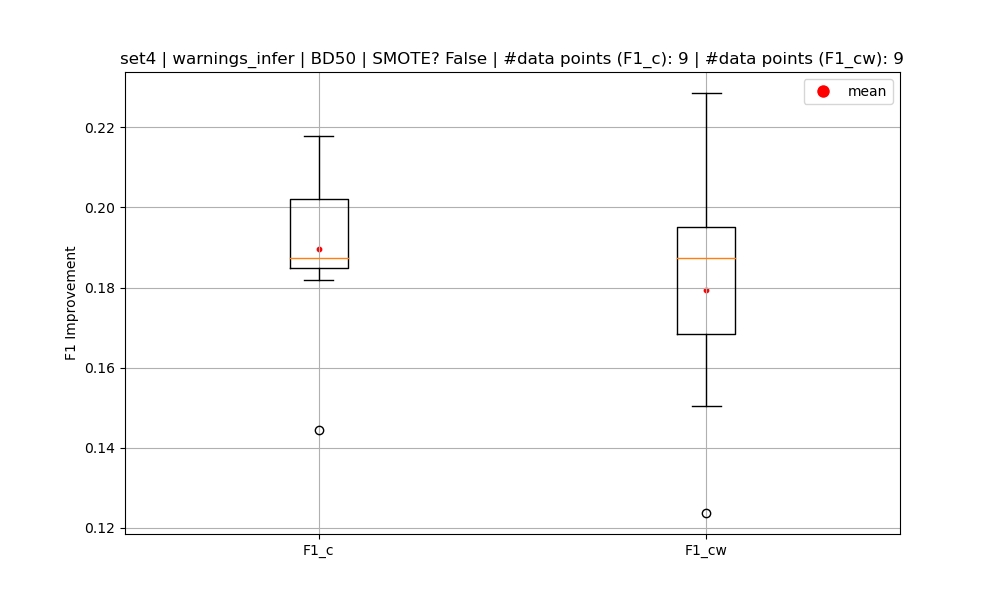 set4 | warnings_infer | BD50 | SMOTE? False | #data points (F1_c): 9 | #data points (F1_cw): 9
mean
0.22
0.20
0.18
0.16
0.14
0.12
F1 Improvement
F1_c
F1_cw